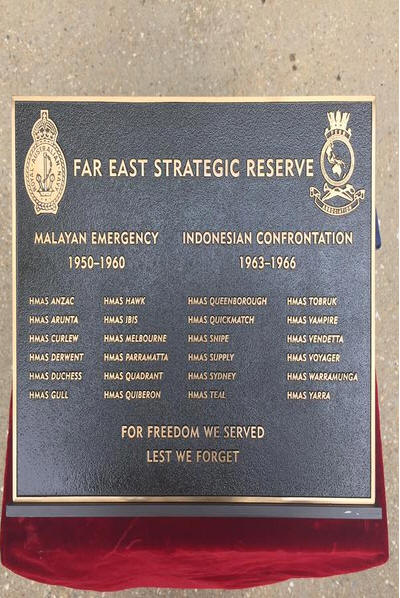 FAR EAST STRATEGIC RESERVE
MALAYAN EMERGENCY INDONESIAN CONFRONTATION
1950–1960 1963–1966
HMAS ANZAC HMAS HAWK HMAS QUEENBOROUGH HMAS TOBRUK
HMAS ARUNTA HMAS IBIS HMAS QUICKMATCH HMAS VAMPIRE
HMAS CURLEW HMAS MELBOURNE HMAS SNIPE HMAS VENDETTA
HMAS DERWENT HMAS PARRAMATTA HMAS SUPPLY HMAS VOYAGER
HMAS DUCHESS HMAS QUADRANT HMAS SYDNEY HMAS WARRAMUNGA
HMAS GULL HMAS QUIBERON HMAS TEAL HMAS YARRA
FOR FREEDOM WE SERVED
LEST WE FORGET